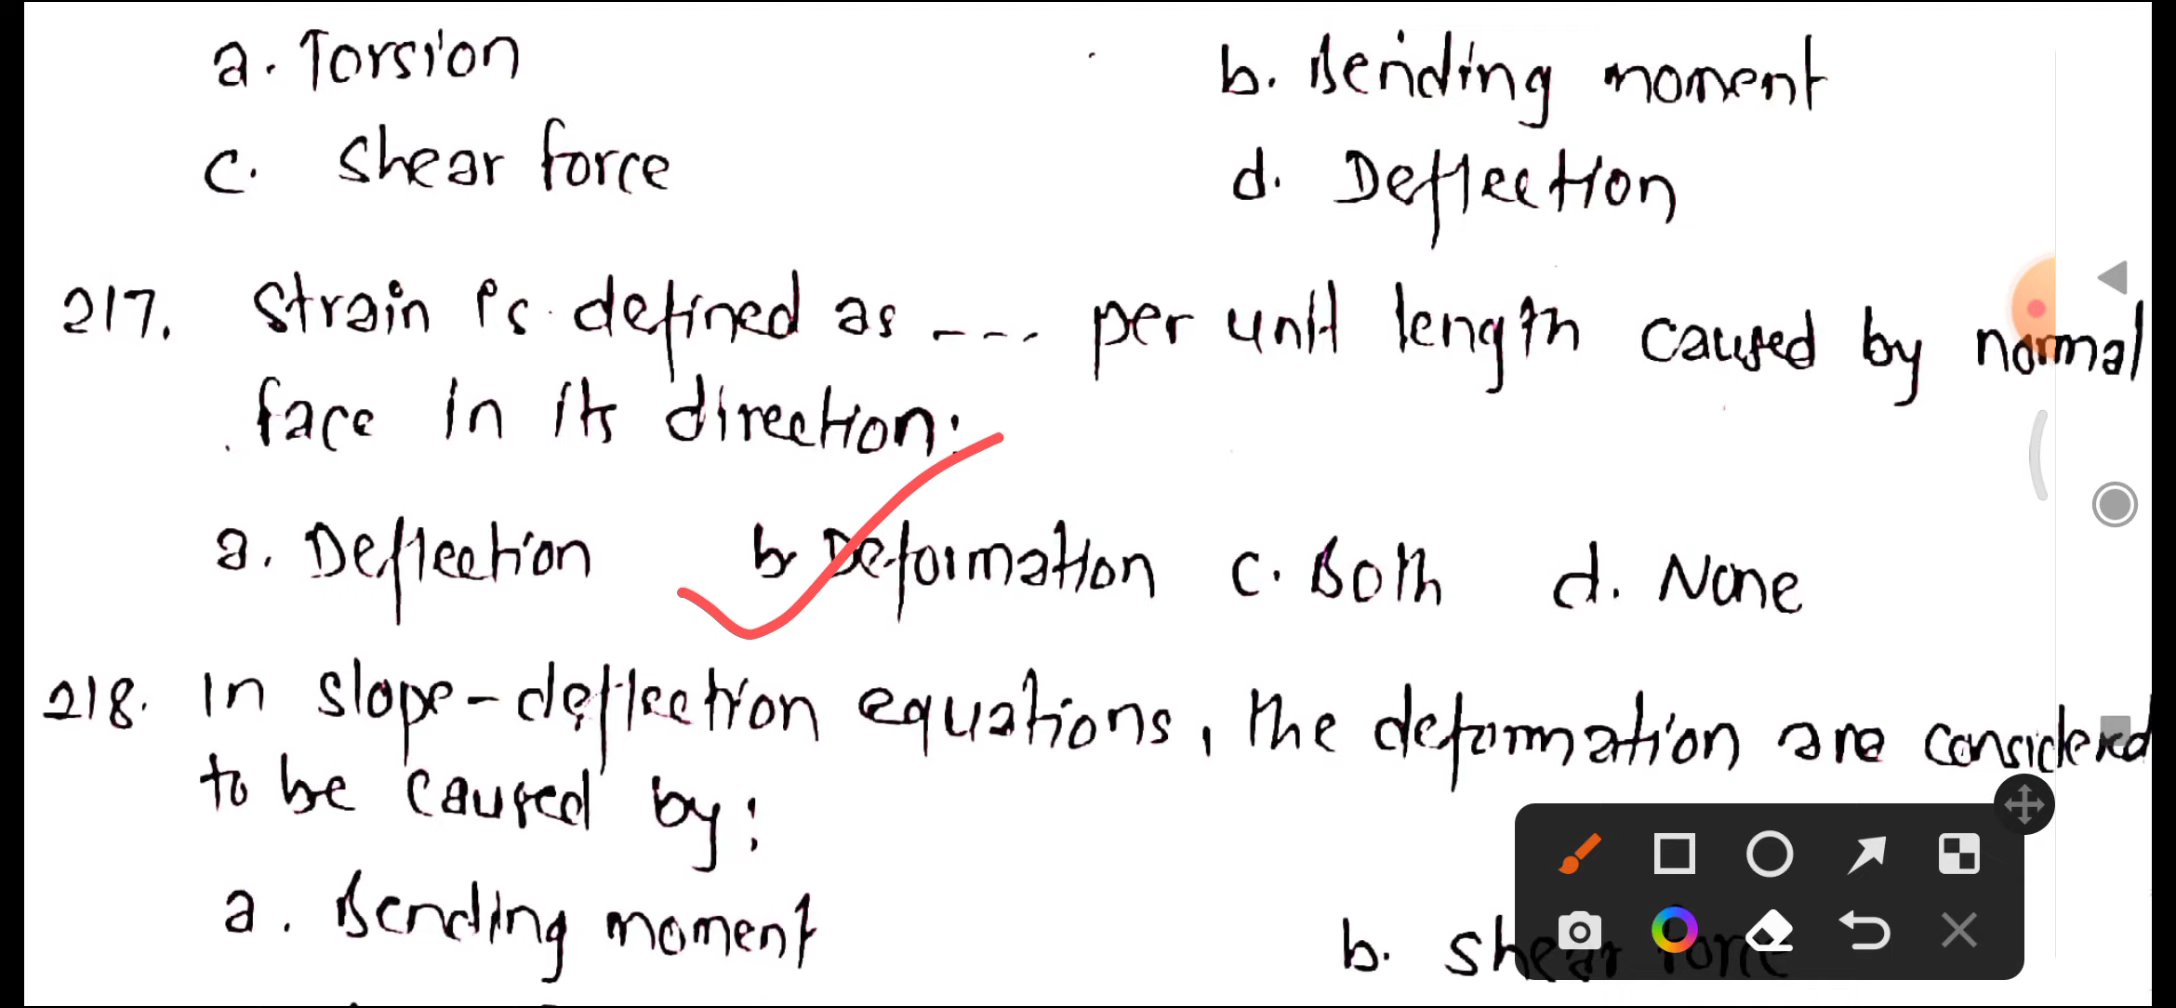 a. Torsion b. Bending moment
c. Shear force d. Deflection
217. Strain is defined as ---- per unit length caused by normal
face in its direction:
a. Deflection b Deformation c. Both d. None
218. In slope-deflection equations, the deformation are considered
to be caused by:
a. Bending moment b. Shear force